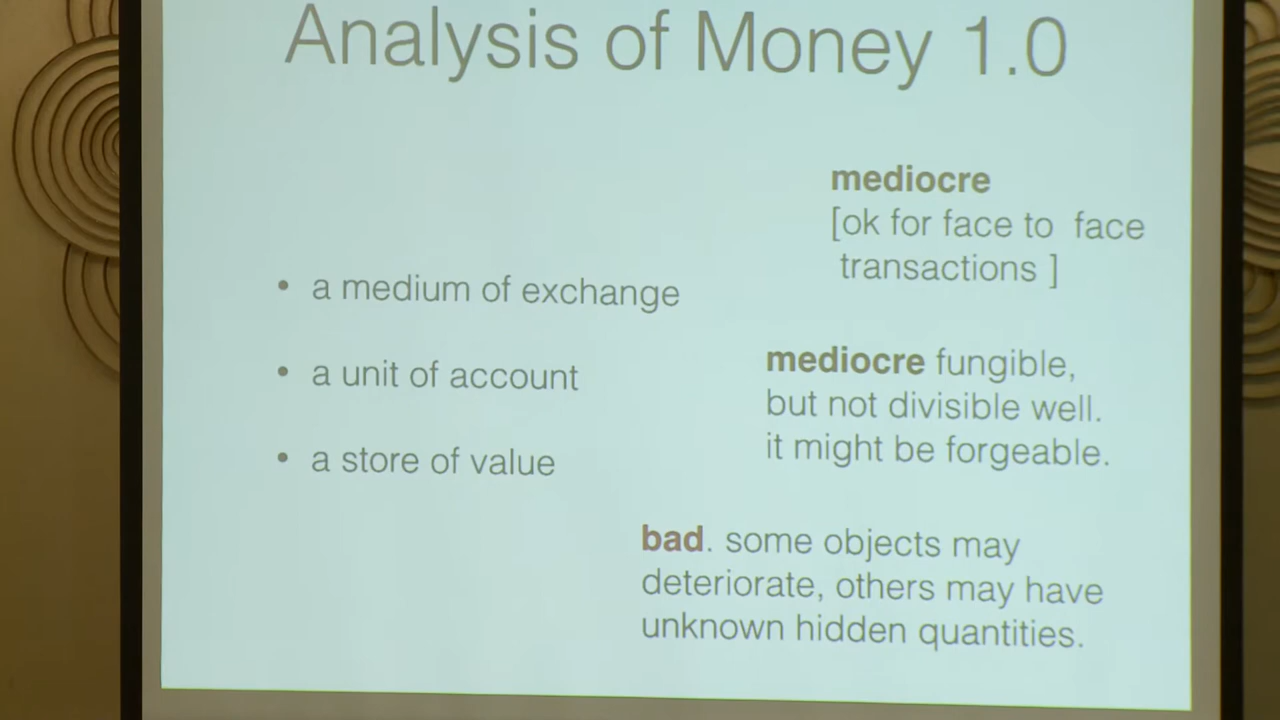 Analysis of Money 1.0
mediocre
[ok for face to face
transactions ]
• a medium of exchange
mediocre fungible,
• a unit of account
but not divisible well.
it might be forgeable.
• a store of value
bad. some objects may
deteriorate, others may have
unknown hidden quantities.